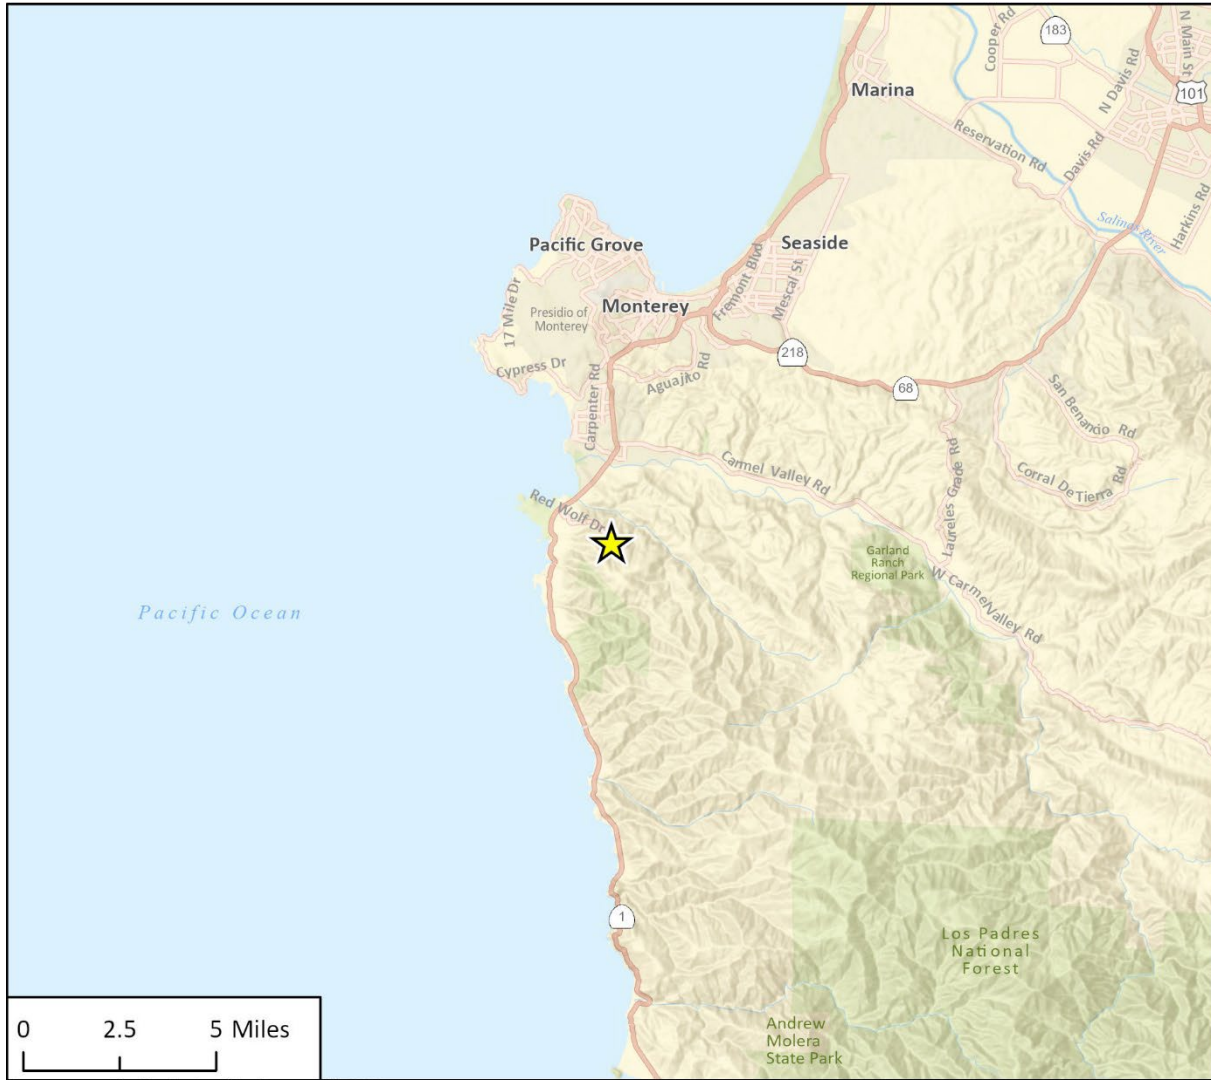 183
Cooper Rd
N Main St
N Davis Rd
101
Marina
Reservation Rd
Davis Rd
Harkins Rd
Salinas River
Pacific Grove
Seaside
Fremont Blvd
Mescal St
17 Mile Dr
Presidio of
Monterey
Monterey
218
Cypress Dr
Aguajito Rd
68
San Benancio Rd
Carpenter Rd
Carmel Valley Rd
Laureles Grade Rd
Corral De Tierra Rd
Red Wolf Dr
Garland
Ranch
Regional Park
W Carmel Valley Rd
Pacific Ocean
1
Los Padres
National
Forest
Andrew
Molera
State Park
0 2.5 5 Miles